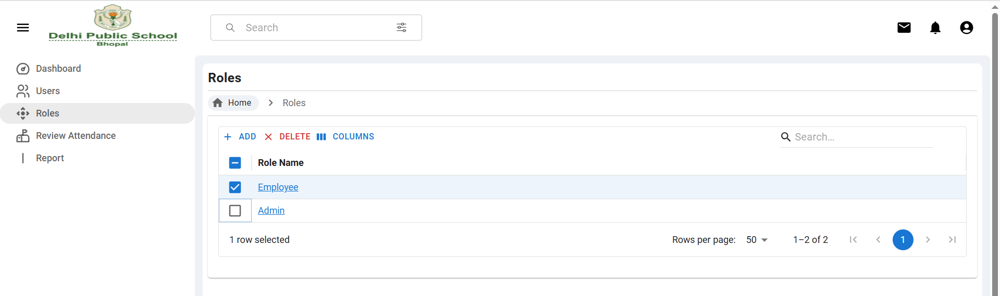 Delhi Public School
Bhopal
Search
Dashboard
Users
Roles
Review Attendance
Report
Roles
Home
Roles
ADD
DELETE
COLUMNS
Search...
Role Name
Employee
Admin
1 row selected
Rows per page: 50
1–2 of 2
1